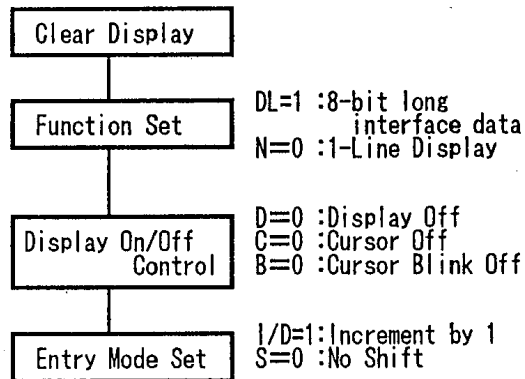 Clear Display
Function Set
DL=1 :8-bit long
interface data
N=0 :1-Line Display
Display On/Off
Control
D=0 :Display Off
C=0 :Cursor Off
B=0 :Cursor Blink Off
Entry Mode Set
I/D=1:Increment by 1
S=0 :No Shift